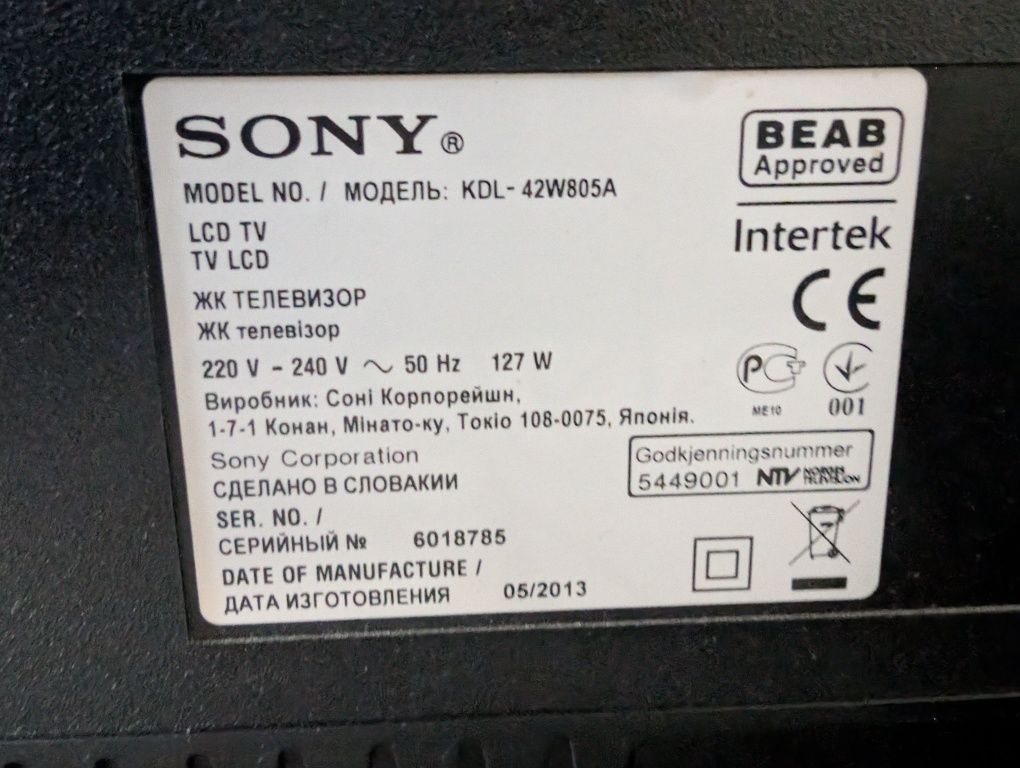 SONY®
BEAB
Approved
MODEL NO. / МОДЕЛЬ: KDL- 42W805A
Intertek
LCD TV
TV LCD
CE
ЖК ТЕЛЕВИЗОР
ЖК телевізор
220 V - 240 V ~ 50 Hz 127 W
PC
ME10
001
Виробник: Соні Корпорейшн,
1-7-1 Конан, Мінато-ку, Токіо 108-0075, Японія.
Sony Corporation
СДЕЛАНО В СЛОВАКИИ
Godkjenningsnummer
5449001 NTV
SER. NO. /
СЕРИЙНЫЙ № 6018785
DATE OF MANUFACTURE /
ДАТА ИЗГОТОВЛЕНИЯ 05/2013